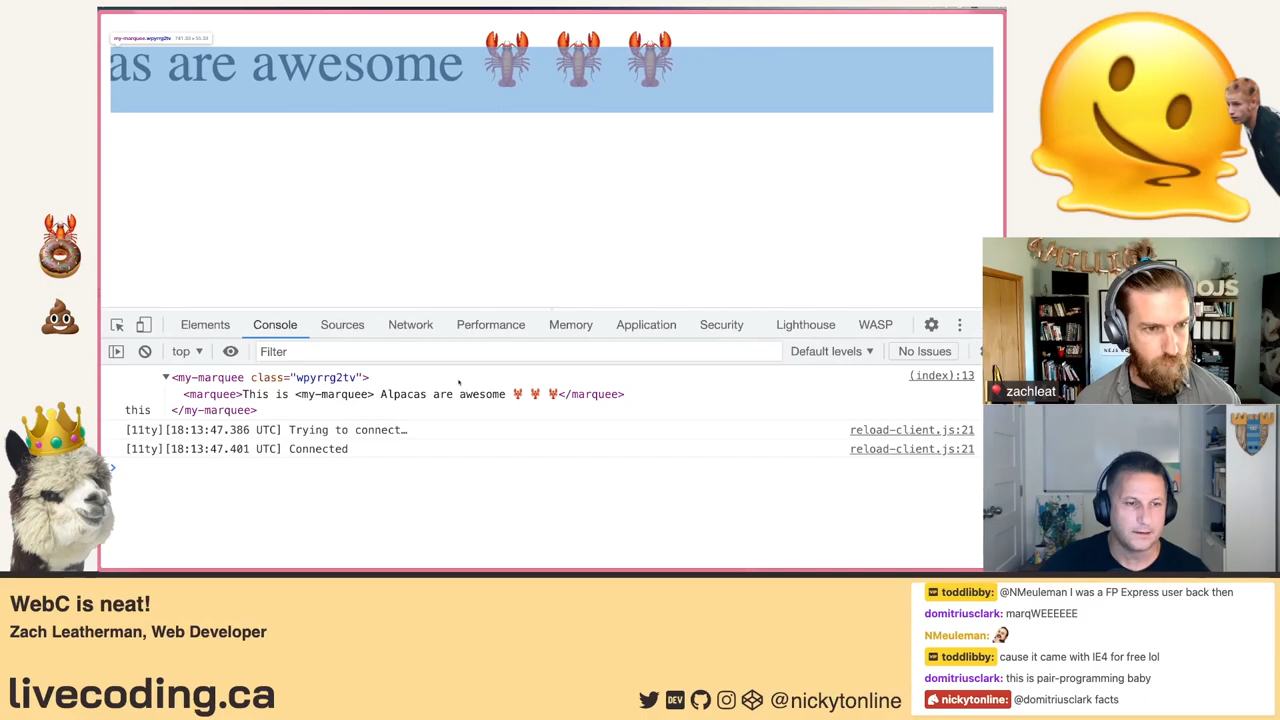 my-marquee.wpyrrg2tv
as are awesome 🦞 🦞 🦞
Elements Console Sources Network Performance Memory Application Security Lighthouse WASP
top Filter Default levels No Issues
<my-marquee class="wpyrrg2tv"> (index):13
<marquee>This is <my-marquee> Alpacas are awesome 🦞 🦞 🦞</marquee>
this </my-marquee>
[11ty][18:13:47.386 UTC] Trying to connect… reload-client.js:21
[11ty][18:13:47.401 UTC] Connected reload-client.js:21
zachleat
WebC is neat!
Zach Leatherman, Web Developer
livecoding.ca
DEV @nickytonline
toddlibby: @NMeuleman I was a FP Express user back then
domitriusclark: marqWEEEEEE
NMeuleman:
toddlibby: cause it came with IE4 for free lol
domitriusclark: this is pair-programming baby
nickytonline: @domitriusclark facts